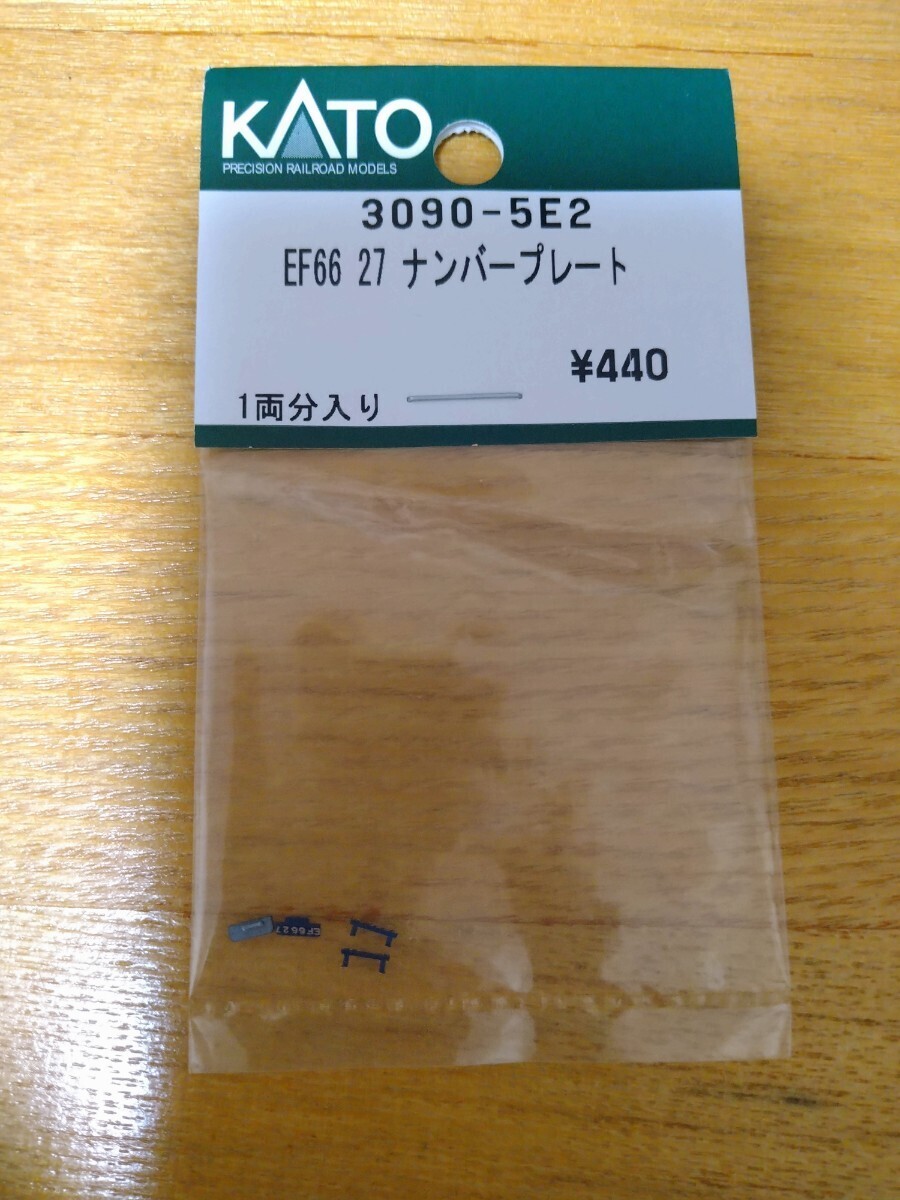 KATO
PRECISION RAILROAD MODELS
3090-5E2
EF66 27 ナンバープレート
¥440
1両分入り
EF6627